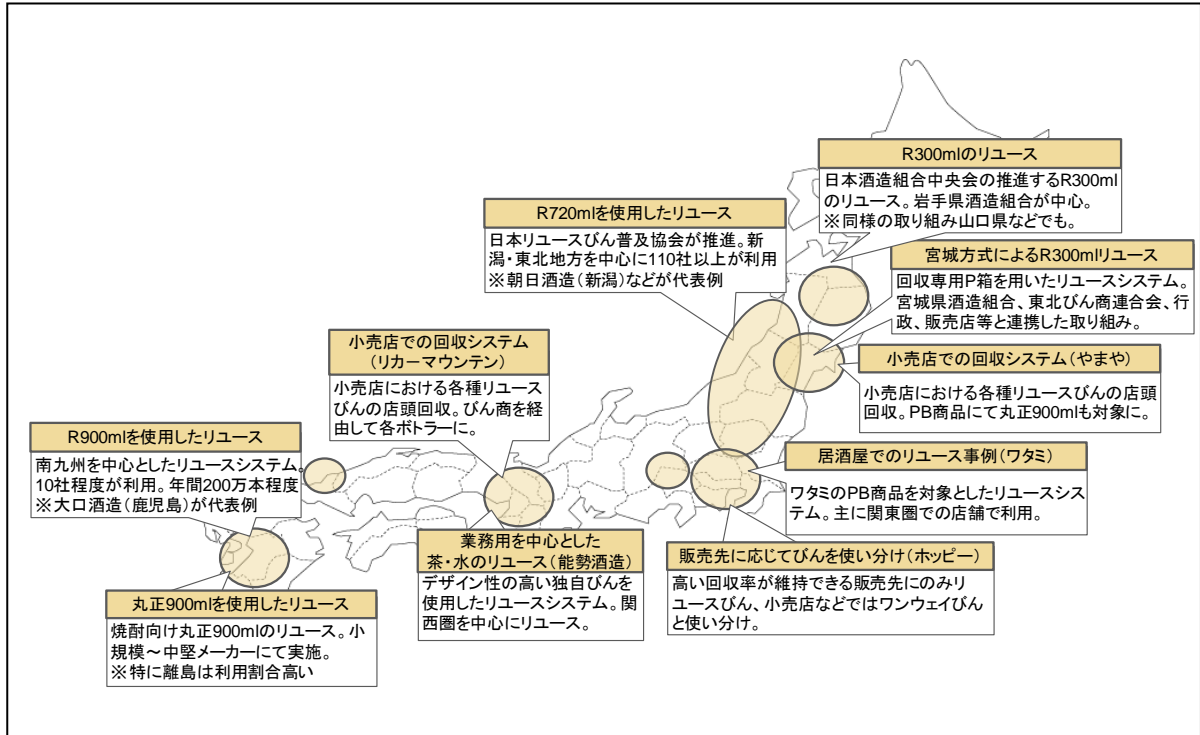 R300mlのリユース
日本酒造組合中央会の推進するR300ml
のリユース。岩手県酒造組合が中心。
※同様の取り組み山口県などでも。
R720mlを使用したリユース
日本リユースびん普及協会が推進。新
潟・東北地方を中心に110社以上が利用
※朝日酒造(新潟)などが代表例
宮城方式によるR300mlリユース
回収専用P箱を用いたリユースシステム。
宮城県酒造組合、東北びん商連合会、行
政、販売店等と連携した取り組み。
小売店での回収システム
(リカーマウンテン)
小売店における各種リユース
びんの店頭回収。びん商を経
由して各ボトラーに。
小売店での回収システム(やまや)
小売店における各種リユースびんの店頭
回収。PB商品にて丸正900mlも対象に。
R900mlを使用したリユース
南九州を中心としたリユースシステム。
10社程度が利用。年間200万本程度
※大口酒造(鹿児島)が代表例
居酒屋でのリユース事例(ワタミ)
ワタミのPB商品を対象としたリユースシス
テム。主に関東圏での店舗で利用。
業務用を中心とした
茶・水のリユース(能勢酒造)
デザイン性の高い独自びんを
使用したリユースシステム。関
西圏を中心にリユース。
販売先に応じてびんを使い分け(ホッピー)
高い回収率が維持できる販売先にのみリ
ユースびん、小売店などではワンウェイびん
と使い分け。
丸正900mlを使用したリユース
焼酎向け丸正900mlのリユース。小
規模～中堅メーカーにて実施。
※特に離島は利用割合高い